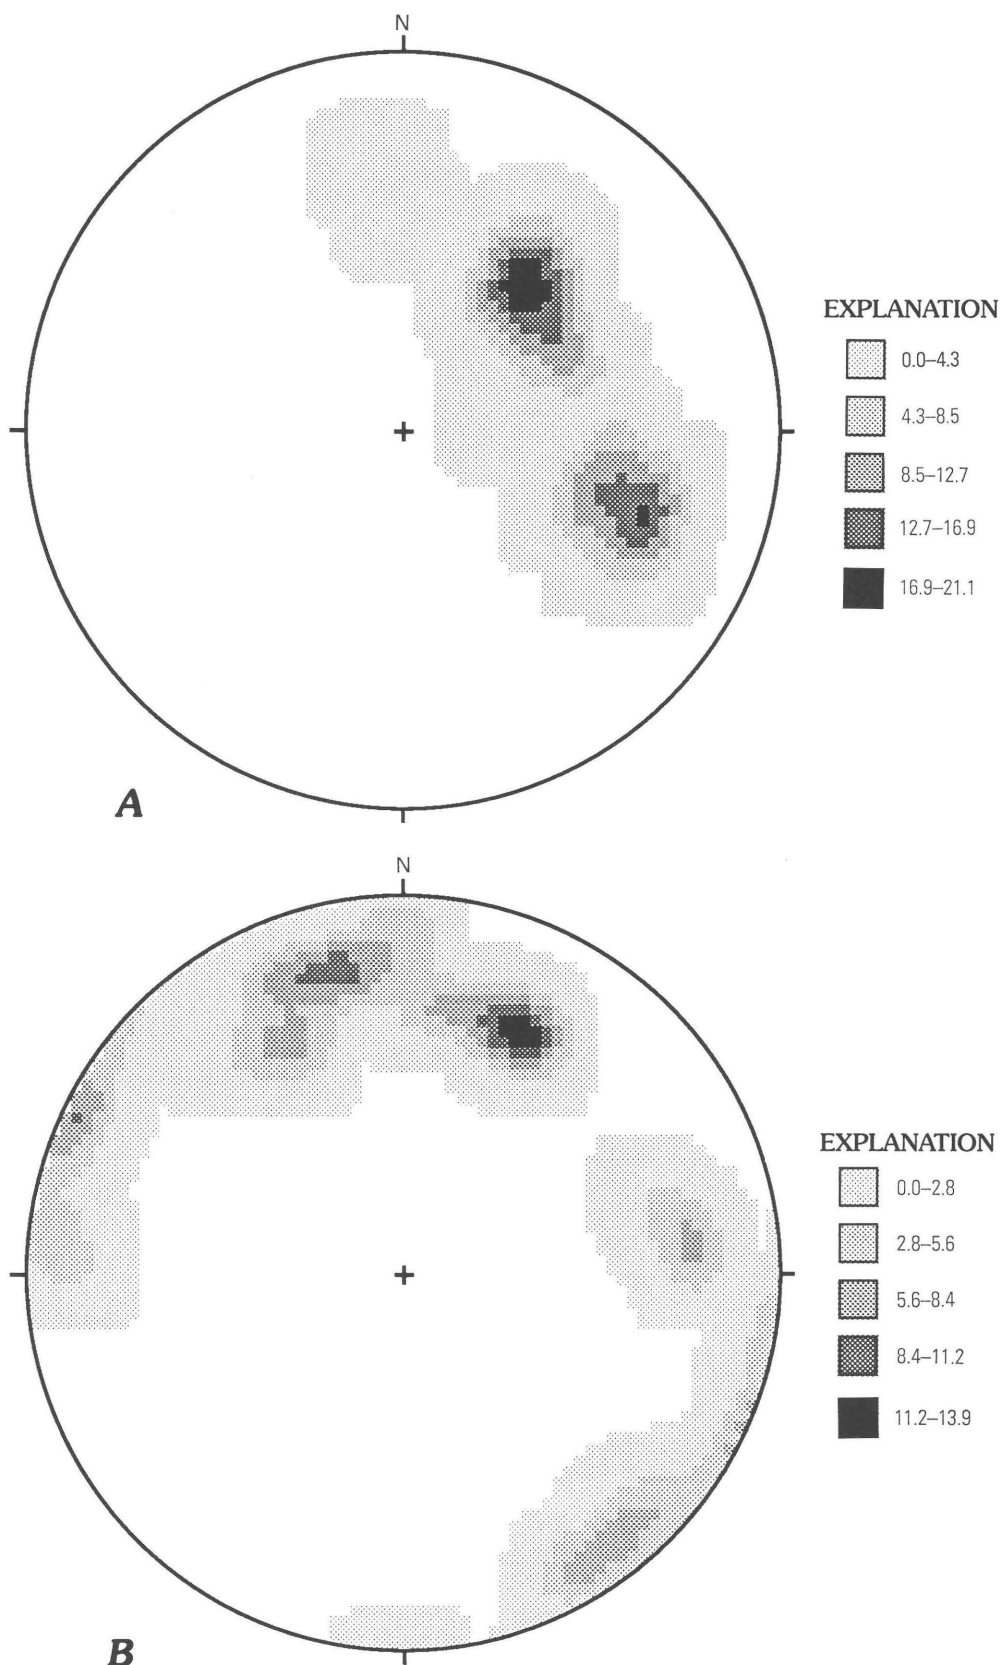 N
EXPLANATION
0.0–4.3
4.3–8.5
8.5–12.7
12.7–16.9
16.9–21.1
A
N
EXPLANATION
0.0–2.8
2.8–5.6
5.6–8.4
8.4–11.2
11.2–13.9
B